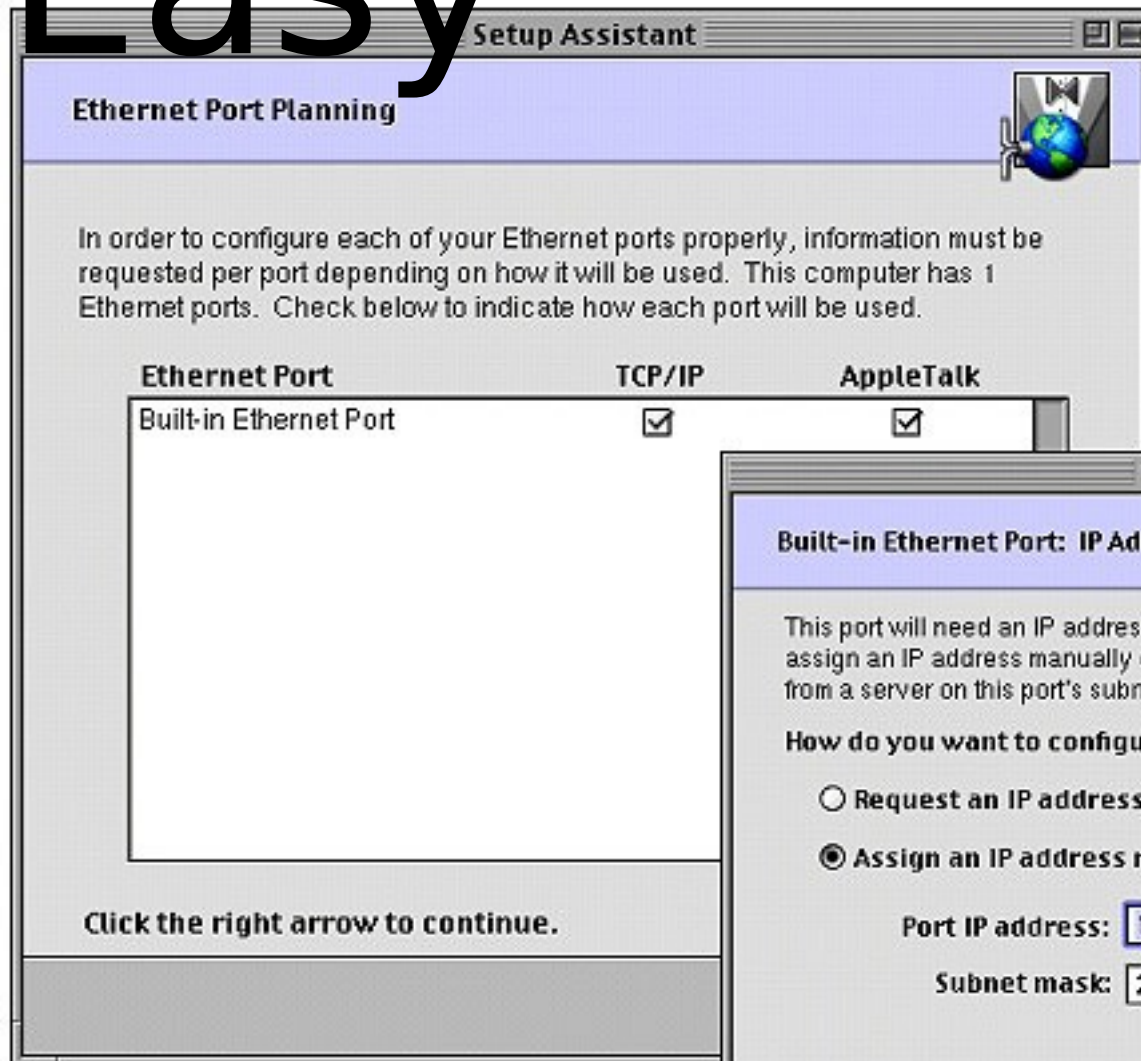 Easy
Setup Assistant
Ethernet Port Planning
In order to configure each of your Ethernet ports properly, information must be
requested per port depending on how it will be used. This computer has 1
Ethernet ports. Check below to indicate how each port will be used.
Ethernet Port TCP/IP AppleTalk
Built-in Ethernet Port
Click the right arrow to continue.
Built-in Ethernet Port: IP
This port will need an IP
assign an IP address manually
from a server on this port's
How do you want to
Request an IP address
Assign an IP address
Port IP address:
Subnet mask: